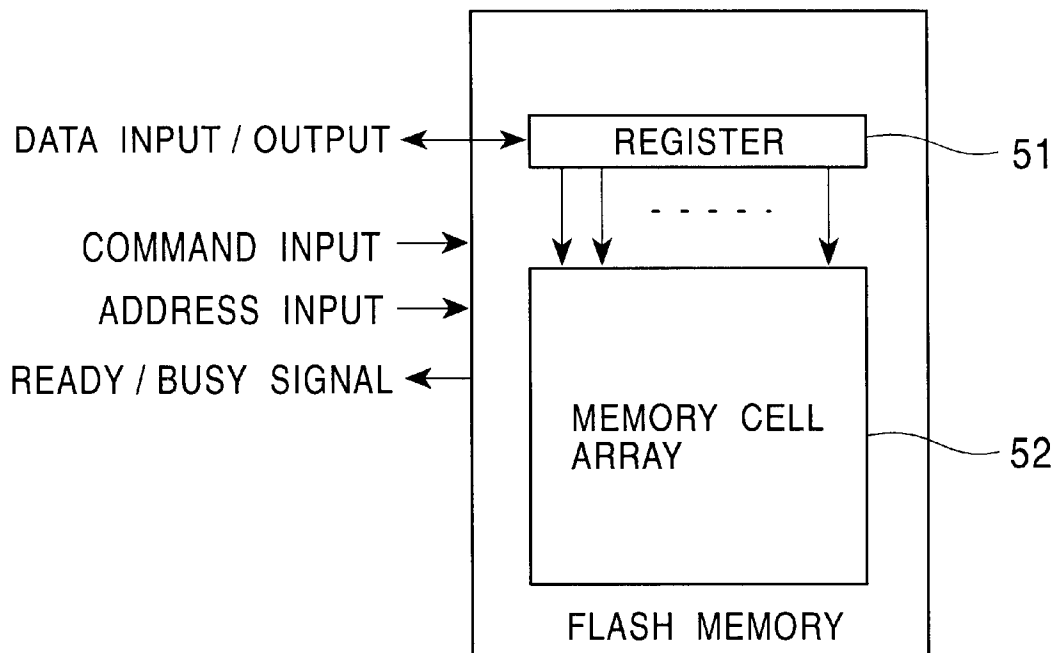 DATA INPUT / OUTPUT
REGISTER
51
COMMAND INPUT
ADDRESS INPUT
READY / BUSY SIGNAL
MEMORY CELL
ARRAY
52
FLASH MEMORY